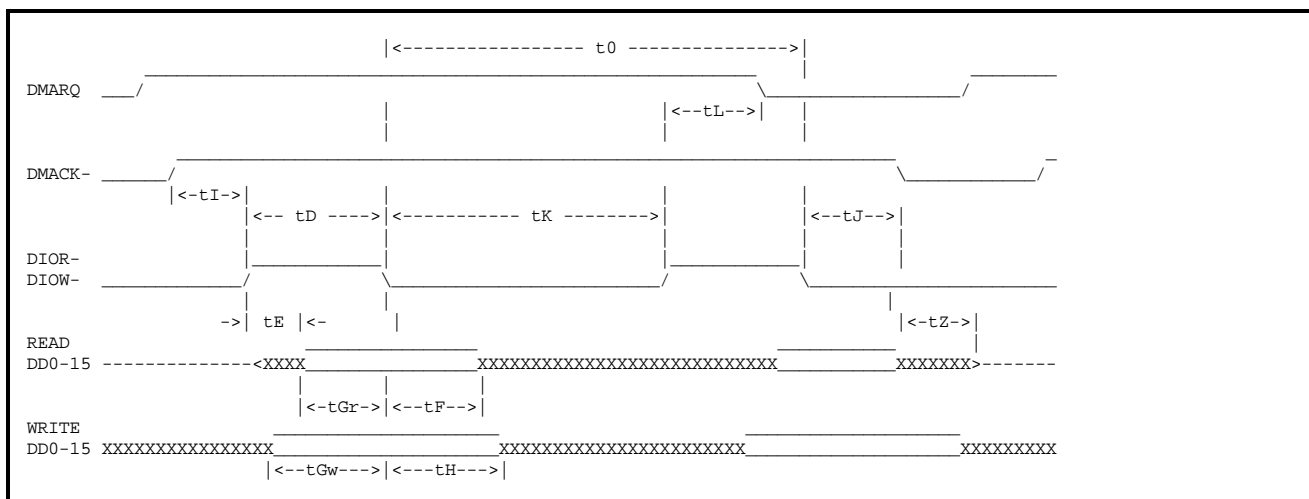 |<---------------- t0 --------------->|
DMARQ
|<--tL-->|
DMACK-
|<-tI->|
|<-- tD ---->|<---------- tK -------->| |<--tJ-->|
DIOR-
DIOW-
->| tE |<- |<-tZ->|
READ
DD0-15 --------------<XXXX XXXXXXXXXXXXXXXXXXXXXXXXXXXX XXXXXXX>-------
|<-tGr->|<--tF-->|
WRITE
DD0-15 XXXXXXXXXXXXXXXX XXXXXXXXXXXXXXXXXXXXXXX XXXXXXXXX
|<--tGw--->|<---tH--->|